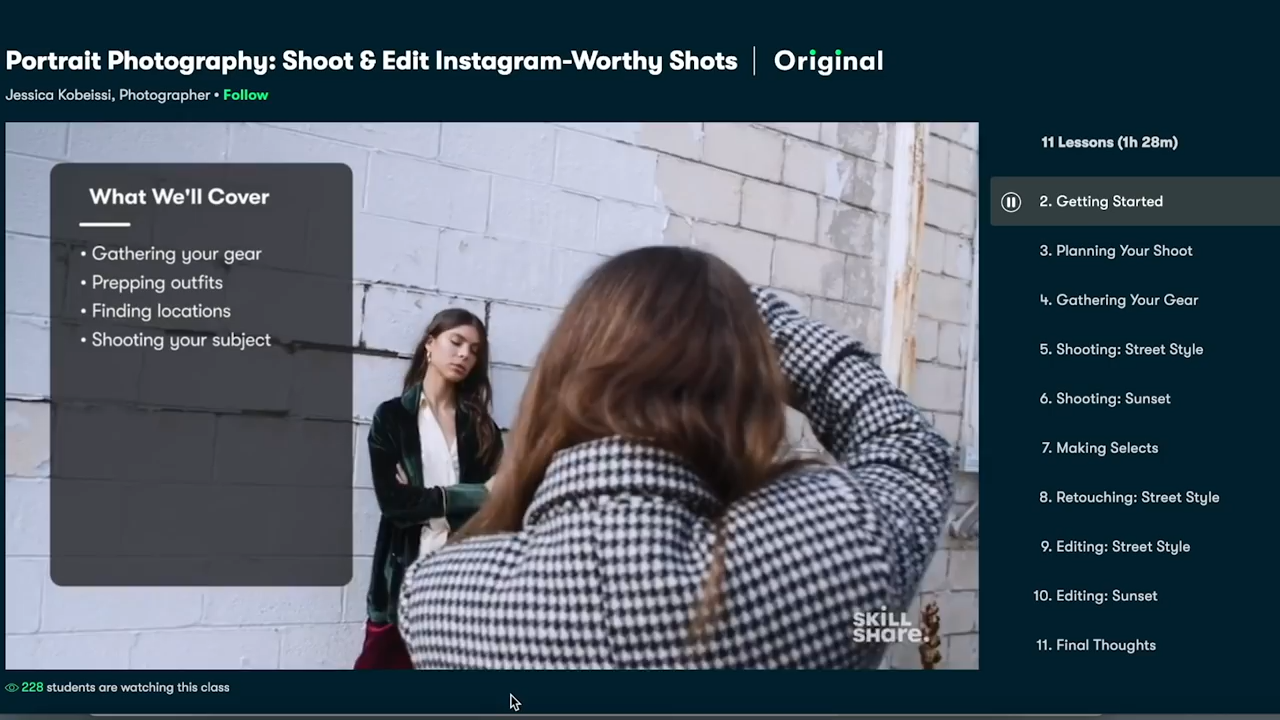 Portrait Photography: Shoot & Edit Instagram-Worthy Shots | Original
Jessica Kobeissi, Photographer • Follow
What We'll Cover
• Gathering your gear
• Prepping outfits
• Finding locations
• Shooting your subject
SKILL
SHARE.
228 students are watching this class
11 Lessons (1h 28m)
2. Getting Started
3. Planning Your Shoot
4. Gathering Your Gear
5. Shooting: Street Style
6. Shooting: Sunset
7. Making Selects
8. Retouching: Street Style
9. Editing: Street Style
10. Editing: Sunset
11. Final Thoughts